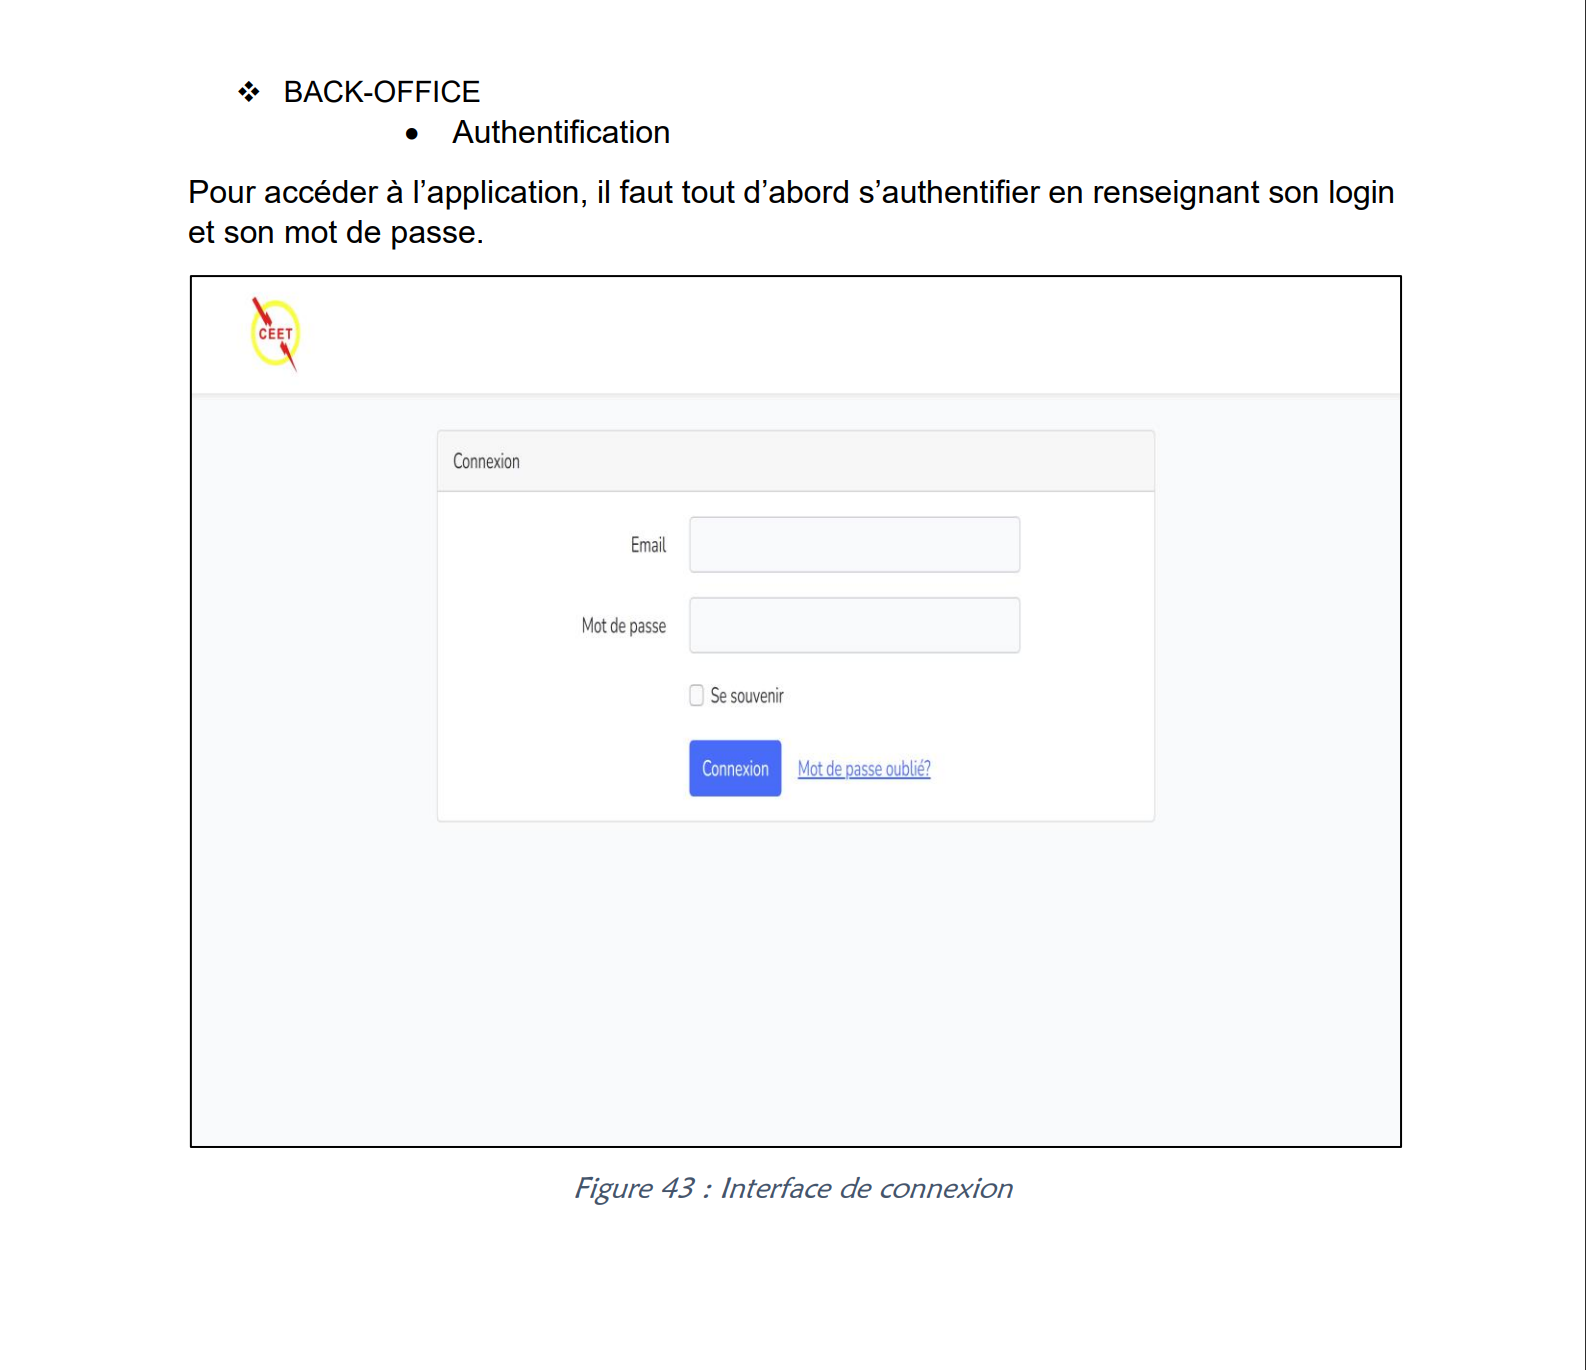 ❖ BACK-OFFICE
• Authentification
Pour accéder à l’application, il faut tout d’abord s’authentifier en renseignant son login
et son mot de passe.
CEET
Connexion
Email
Mot de passe
Se souvenir
Connexion Mot de passe oublié?
Figure 43 : Interface de connexion